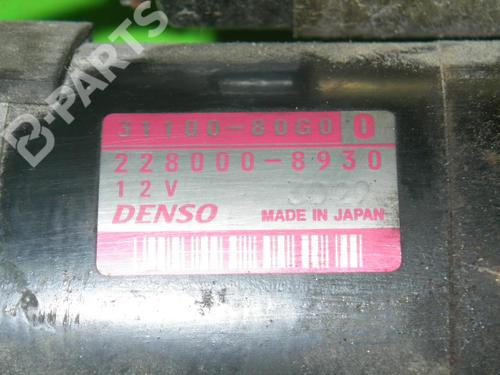 B-PARTS
31100-80G0 0
228000-8930
12V
DENSO MADE IN JAPAN